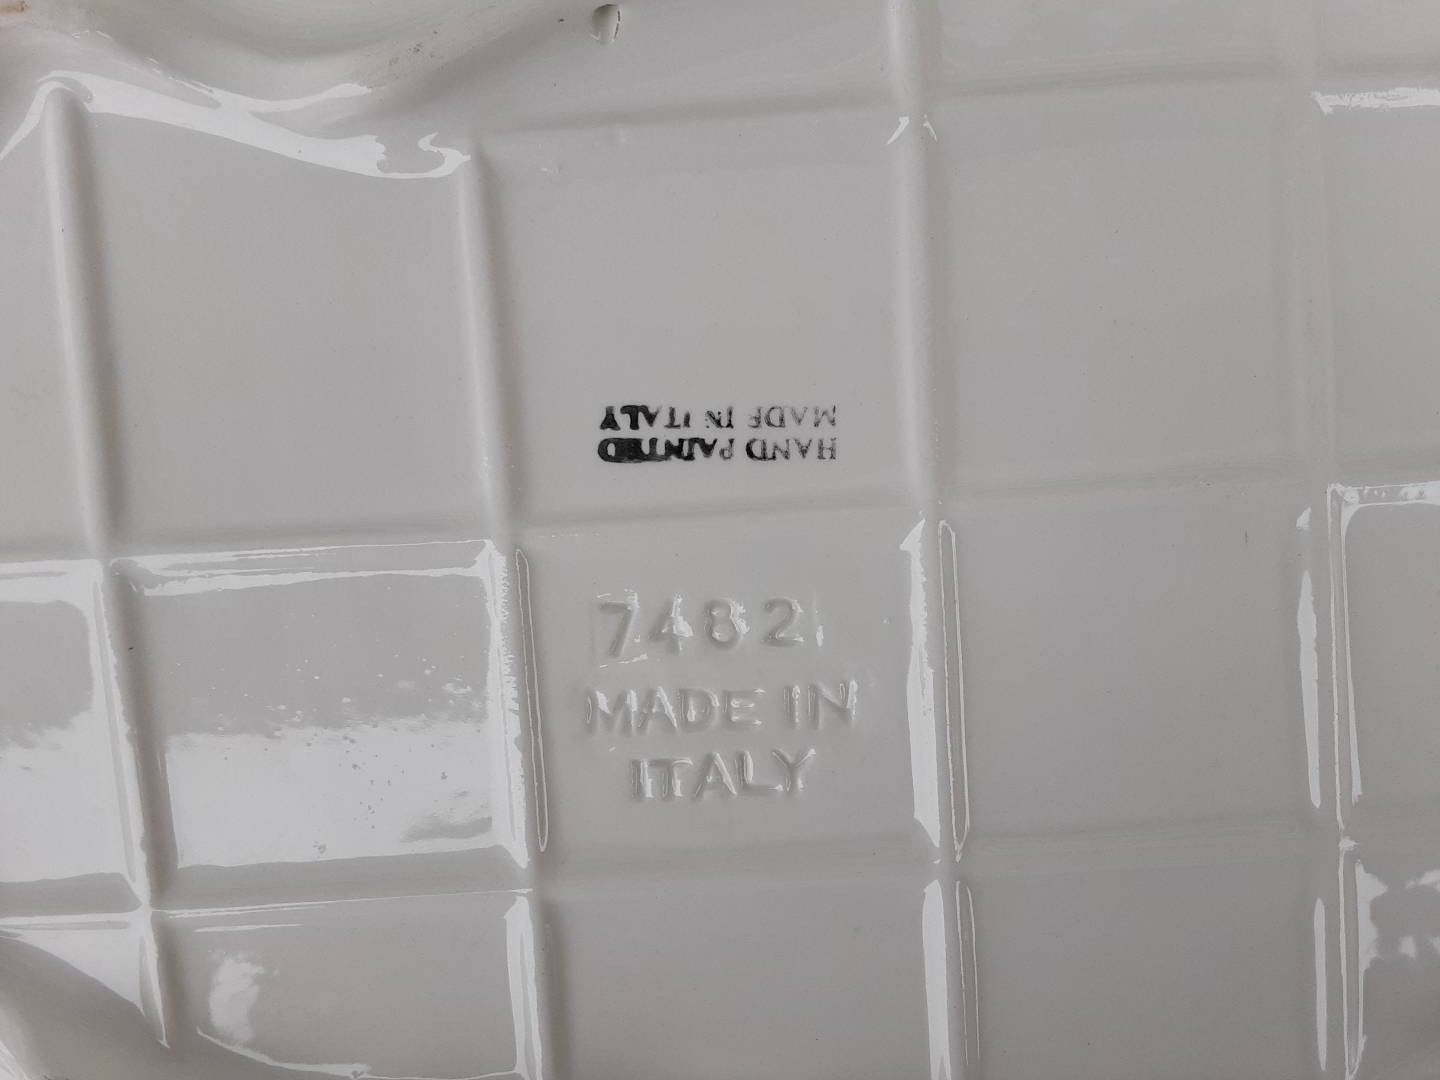 HAND PAINTED
MADE IN ITALY
7482
MADE IN
ITALY